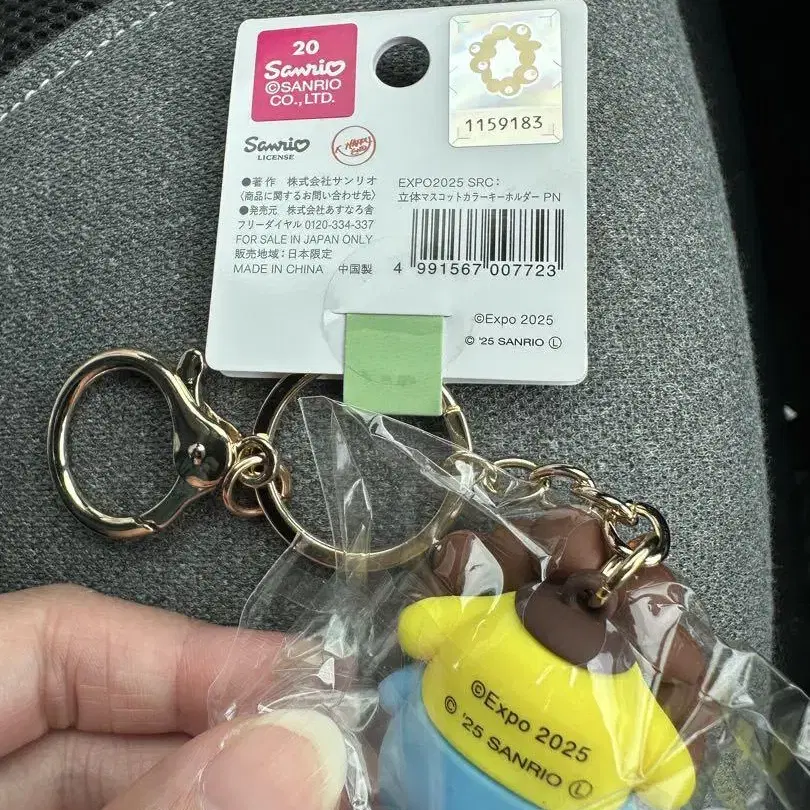 20
Sanrio
©SANRIO
CO., LTD.
1159183
Sanrio
LICENSE
●著作 株式会社サンリオ
〈商品に関するお問い合わせ先〉
●発売元 株式会社あすなろ舎
フリーダイヤル 0120-334-337
FOR SALE IN JAPAN ONLY
販売地域：日本限定
MADE IN CHINA 中国製
EXPO2025 SRC：
立体マスコットカラーキーホルダー PN
4 991567 007723
©Expo 2025
© '25 SANRIO Ⓛ
©Expo 2025
© '25 SANRIO Ⓛ